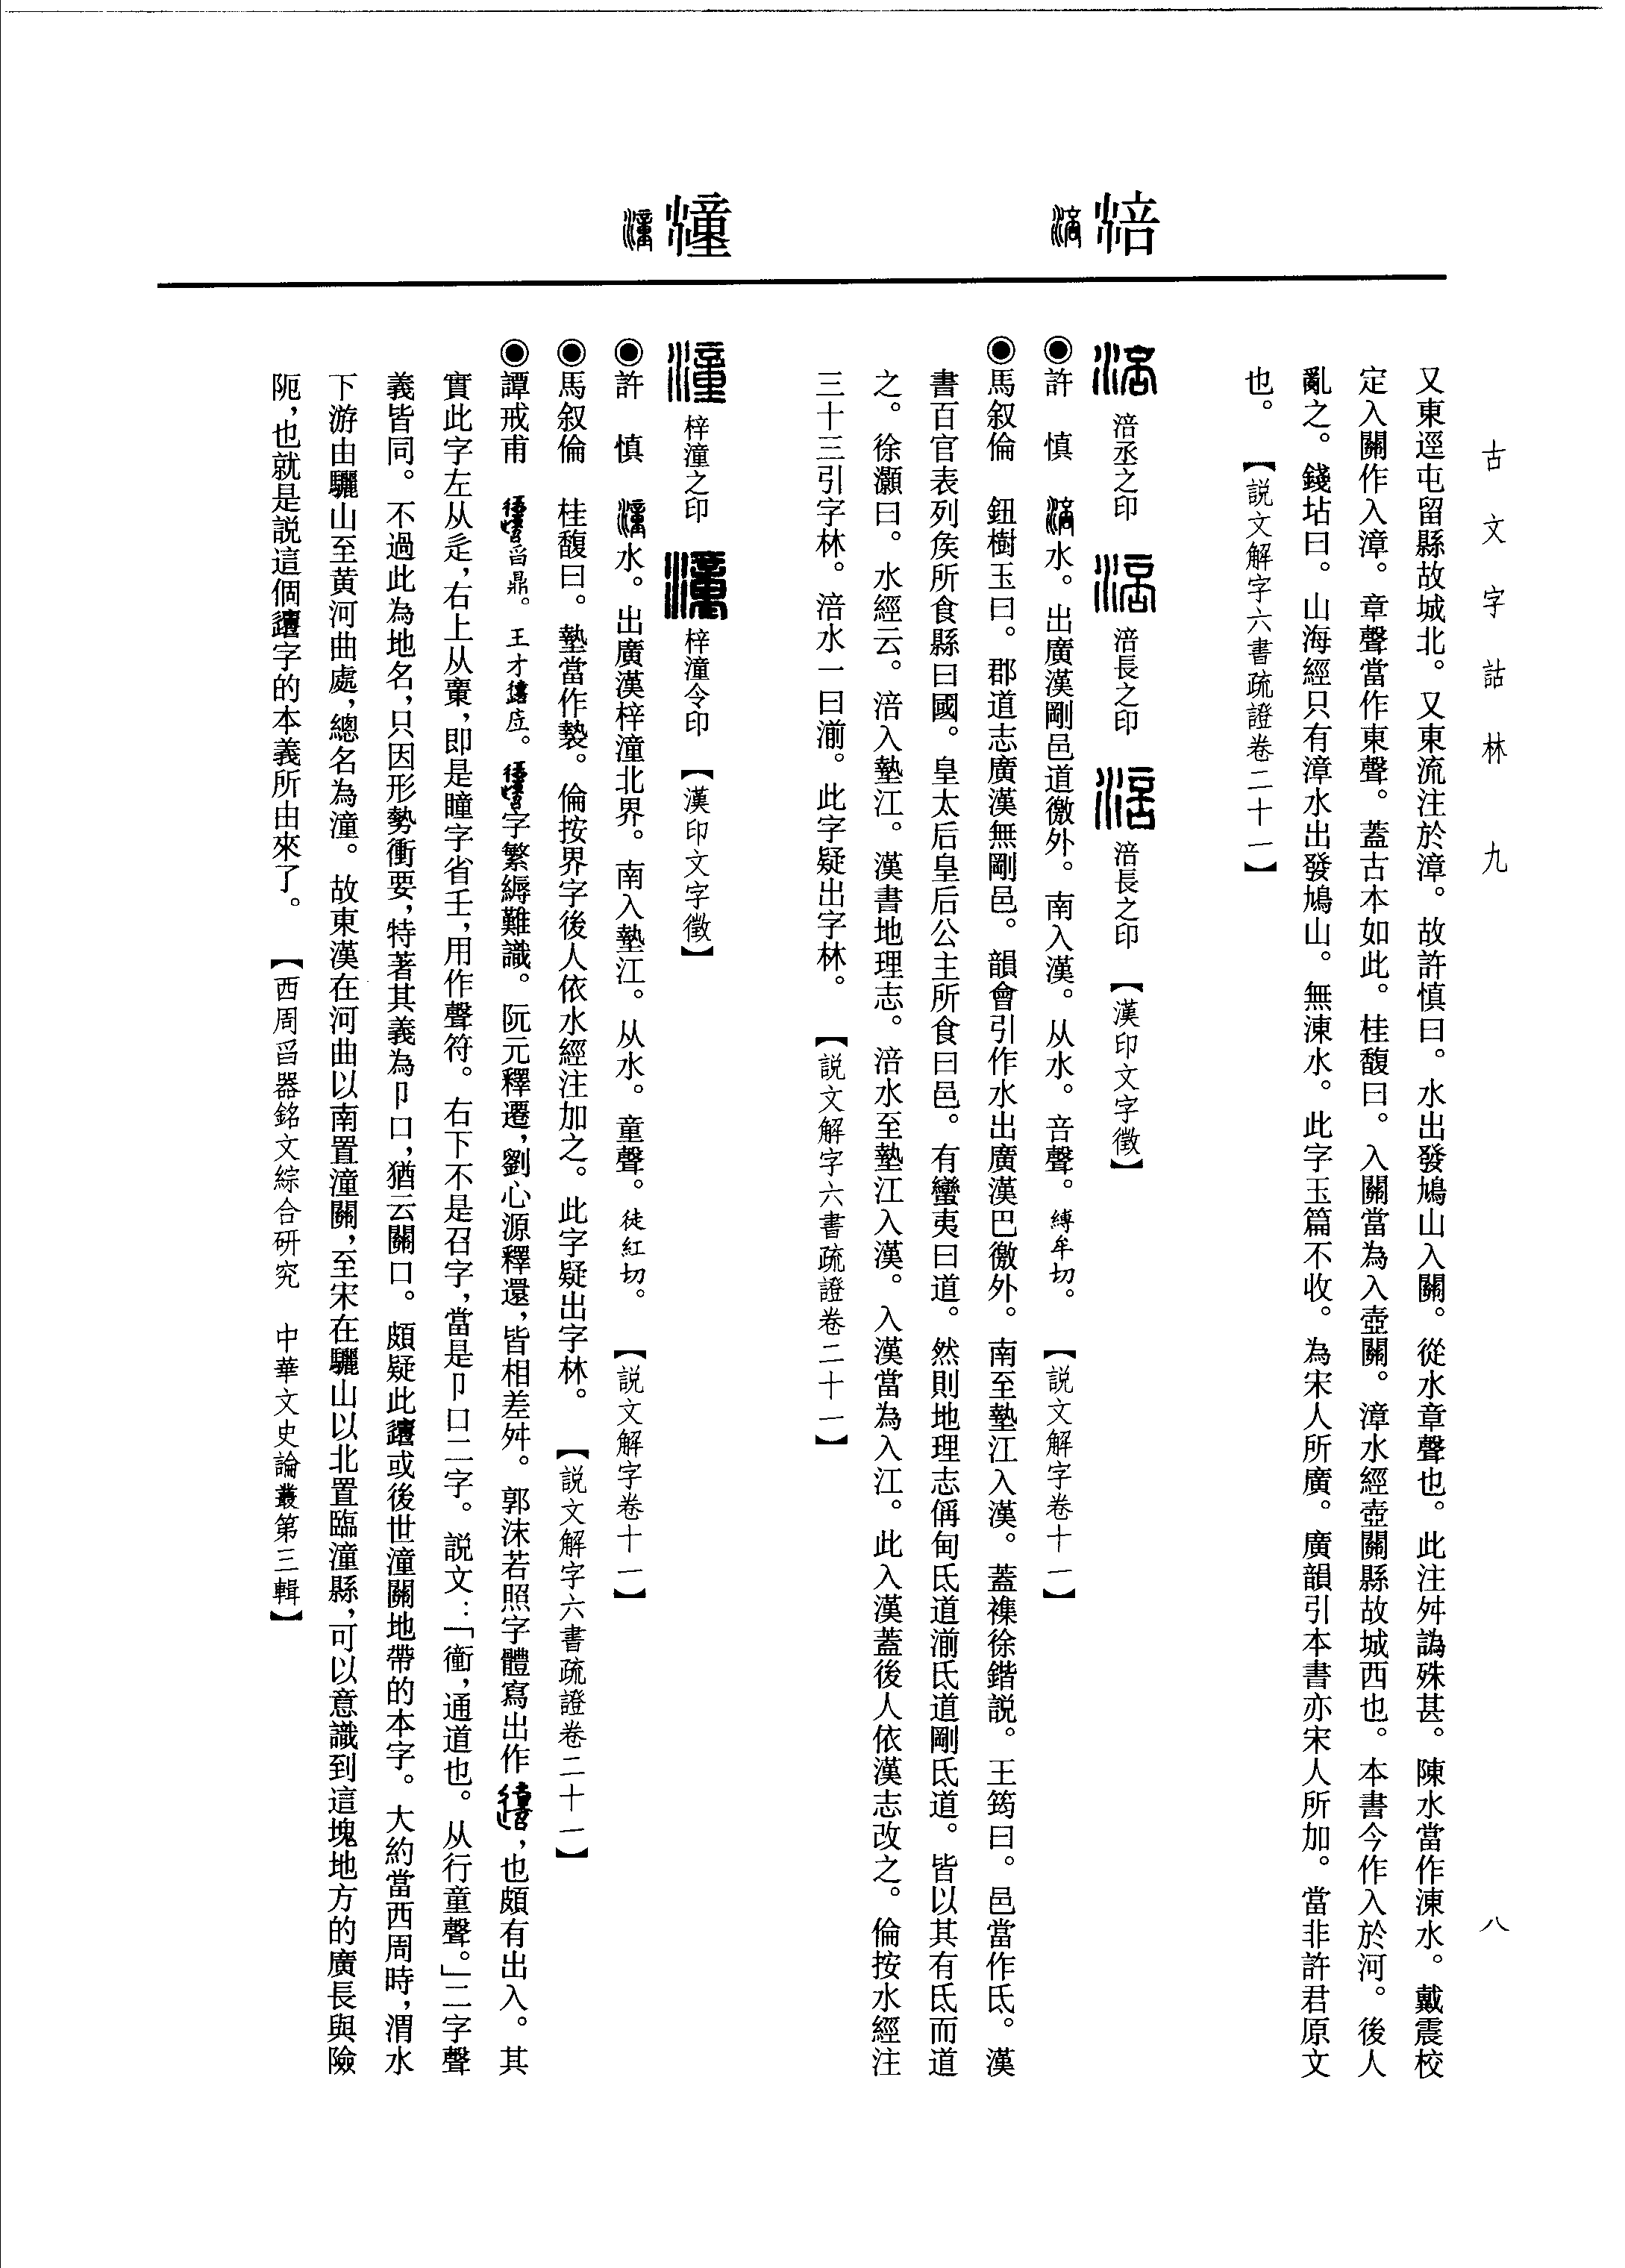 古文字詁林 九
八
涪
潼
又東逕屯留縣故城北。又東流注於漳。故許慎曰。水出發鳩山入關。從水章聲也。此注舛譌殊甚。陳水當作涷水。戴震校
定入關作入漳。章聲當作東聲。蓋古本如此。桂馥曰。入關當為入壺關。漳水經壺關縣故城西也。本書今作入於河。後人
亂之。錢坫曰。山海經只有漳水出發鳩山。無涷水。此字玉篇不收。為宋人所廣。廣韻引本書亦宋人所加。當非許君原文
也。【説文解字六書疏證卷二十一】
涪丞之印 涪長之印 涪長之印【漢印文字徵】
◉許 慎 水。出廣漢剛邑道徼外。南入漢。从水。咅聲。縛牟切。【説文解字卷十一】
◉馬叙倫 鈕樹玉曰。郡道志廣漢無剛邑。韻會引作水出廣漢巴徼外。南至墊江入漢。蓋襍徐鍇説。王筠曰。邑當作氐。漢
書百官表列矦所食縣曰國。皇太后皇后公主所食曰邑。有蠻夷曰道。然則地理志偁甸氐道湔氐道剛氐道。皆以其有氐而道
之。徐灝曰。水經云。涪入墊江。漢書地理志。涪水至墊江入漢。入漢當為入江。此入漢蓋後人依漢志改之。倫按水經注
三十三引字林。涪水一曰湔。此字疑出字林。【説文解字六書疏證卷二十一】
梓潼之印 梓潼令印【漢印文字徵】
◉許 慎 水。出廣漢梓潼北界。南入墊江。从水。童聲。徒紅切。【説文解字卷十一】
◉馬叙倫 桂馥曰。墊當作褺。倫按界字後人依水經注加之。此字疑出字林。【説文解字六書疏證卷二十一】
◉譚戒甫 曶鼎。王才㡴。字繁縟難識。阮元釋遷，劉心源釋還，皆相差舛。郭沫若照字體寫出作，也頗有出入。其
實此字左从辵，右上从𣌭，即是瞳字省壬，用作聲符。右下不是召字，當是卩口二字。説文：「衝，通道也。从行童聲。」二字聲
義皆同。不過此為地名，只因形勢衝要，特著其義為卩口，猶云關口。頗疑此或後世潼關地帶的本字。大約當西周時，渭水
下游由驪山至黄河曲處，總名為潼。故東漢在河曲以南置潼關，至宋在驪山以北置臨潼縣，可以意識到這塊地方的廣長與險
阨，也就是説這個字的本義所由來了。【西周曶器銘文綜合研究 中華文史論叢第三輯】